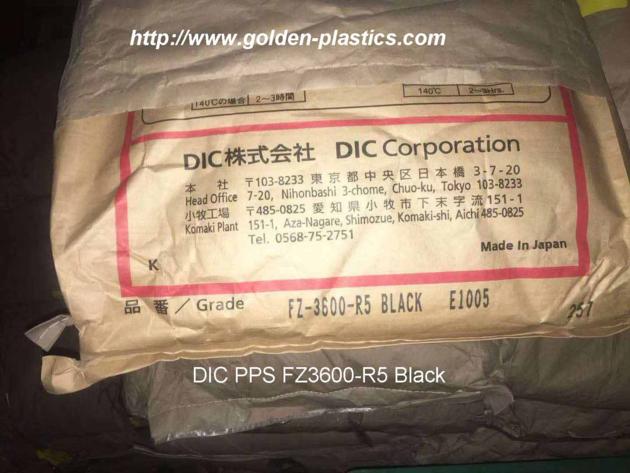 http://www.golden-plastics.com
140℃の場合 2～3時間 140℃
DIC株式会社 DIC Corporation
本社 〒103-8233 東京都中央区日本橋 3-7-20
Head Office 7-20, Nihonbashi 3-chome, Chuo-ku, Tokyo 103-8233
小牧工場 〒485-0825 愛知県小牧市下末字流151-1
Komaki Plant 151-1, Aza-Nagare, Shimozue, Komaki-shi, Aichi 485-0825
Tel. 0568-75-2751
Made in Japan
K
品番/Grade FZ-3600-R5 BLACK E1005 257
DIC PPS FZ3600-R5 Black